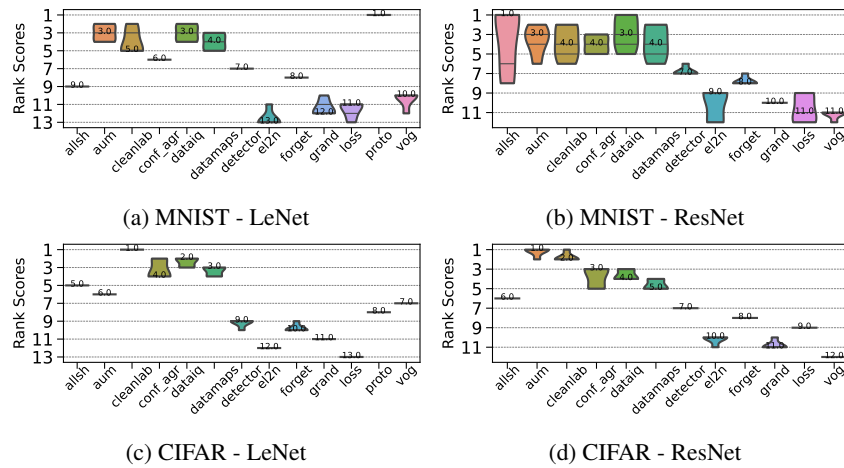 Rank Scores
1
3
5
7
9
11
13
9.0
3.0
5.0
6.0
3.0
4.0
7.0
13.0
8.0
12.0
11.0
1.0
10.0
allsh
aum
cleanlab
conf_agr
dataiq
datamaps
detector
el2n
forget
grand
loss
proto
vog
(a) MNIST - LeNet
Rank Scores
1
3
5
7
9
11
1.0
3.0
4.0
4.0
3.0
4.0
7.0
9.0
8.0
10.0
11.0
11.0
allsh
aum
cleanlab
conf_agr
dataiq
datamaps
detector
el2n
forget
grand
loss
vog
(b) MNIST - ResNet
Rank Scores
1
3
5
7
9
11
13
5.0
6.0
1.0
4.0
2.0
3.0
9.0
12.0
10.0
11.0
13.0
8.0
7.0
allsh
aum
cleanlab
conf_agr
dataiq
datamaps
detector
el2n
forget
grand
loss
proto
vog
(c) CIFAR - LeNet
Rank Scores
1
3
5
7
9
11
6.0
1.0
2.0
3.0
4.0
5.0
7.0
10.0
8.0
11.0
9.0
12.0
allsh
aum
cleanlab
conf_agr
dataiq
datamaps
detector
el2n
forget
grand
loss
vog
(d) CIFAR - ResNet